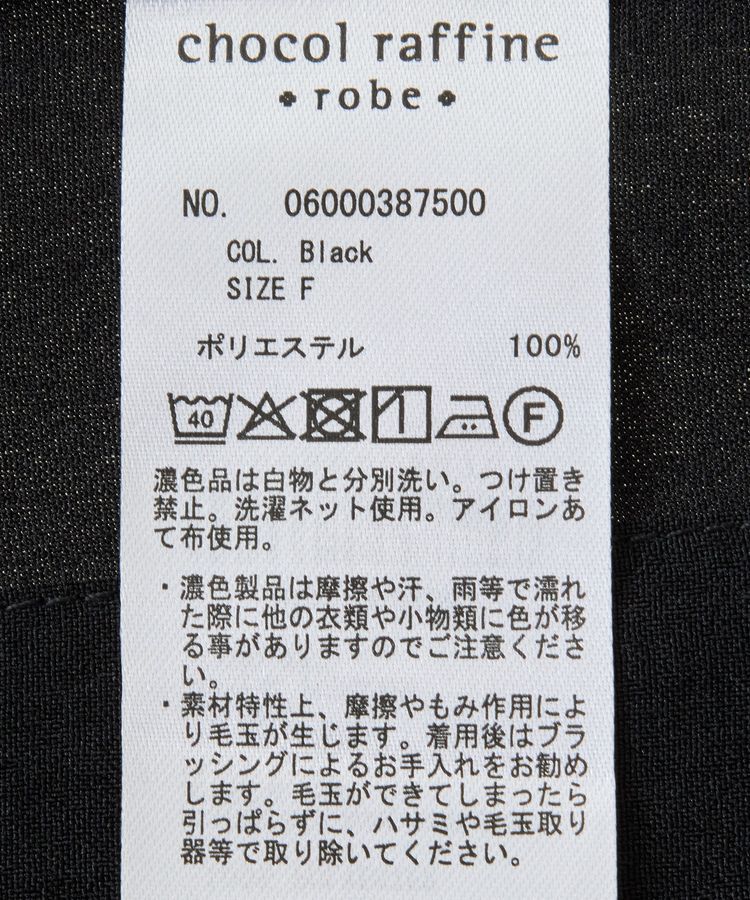 chocol raffine
robe
NO. 06000387500
COL. Black
SIZE F
ポリエステル 100%
40 F
濃色品は白物と分別洗い。つけ置き
禁止。洗濯ネット使用。アイロンあ
て布使用。
・濃色製品は摩擦や汗、雨等で濡れ
た際に他の衣類や小物類に色が移
る事がありますのでご注意くださ
い。
・素材特性上、摩擦やもみ作用によ
り毛玉が生じます。着用後はブラ
ッシングによるお手入れをお勧め
します。毛玉ができてしまったら
引っぱらずに、ハサミや毛玉取り
器等で取り除いてください。